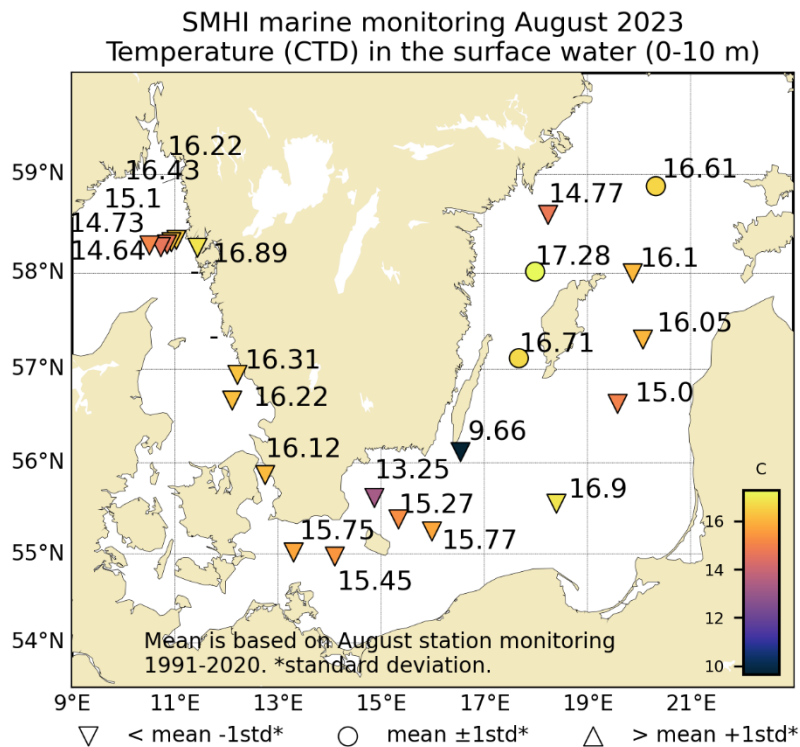 SMHI marine monitoring August 2023
Temperature (CTD) in the surface water (0-10 m)
16.22
16.43
59°N
16.61
15.1
14.77
14.73
14.64
16.89
17.28
16.1
58°N
16.05
16.71
57°N
16.31
16.22
15.0
9.66
16.12
56°N
13.25
C
16.9
15.27
16
15.75
15.77
55°N
15.45
14
12
54°N
Mean is based on August station monitoring
1991-2020. *standard deviation.
10
9°E 11°E 13°E 15°E 17°E 19°E 21°E
▽ < mean -1std* ○ mean ±1std* △ > mean +1std*